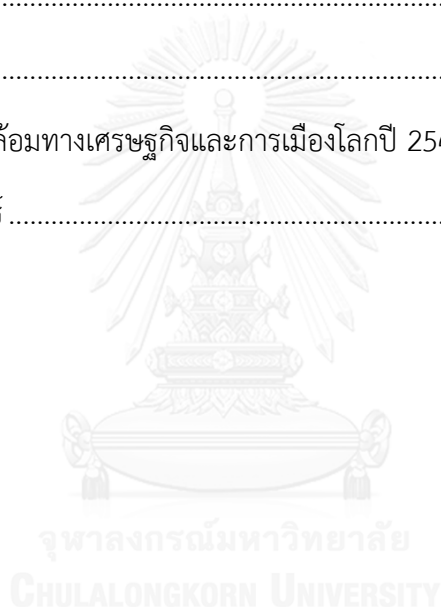 ....................................................................
....................................................................
ล้อมทางเศรษฐกิจและการเมืองโลกปี 254
์ ....................................................................
จุฬาลงกรณ์มหาวิทยาลัย
CHULALONGKORN UNIVERSITY